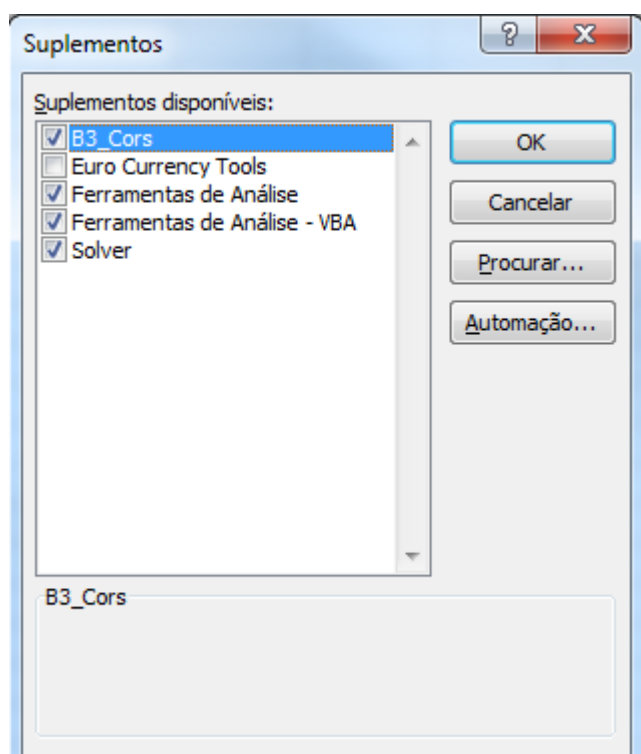 Suplementos
Suplementos disponíveis:
B3_Cors
Euro Currency Tools
Ferramentas de Análise
Ferramentas de Análise - VBA
Solver
OK
Cancelar
Procurar...
Automação...
B3_Cors